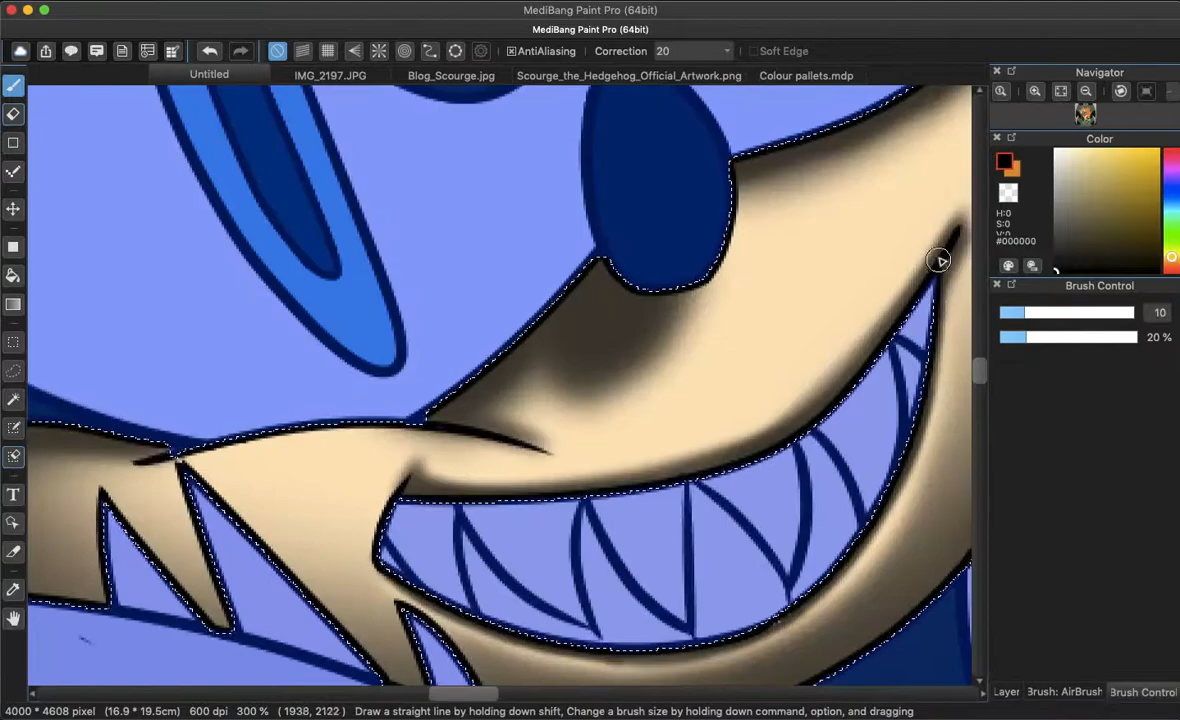 MediBang Paint Pro (64bit)
MediBang Paint Pro (64bit)
AntiAliasing Correction 20 Soft Edge
Untitled IMG_2197.JPG Blog_Scourge.jpg Scourge_the_Hedgehog_Official_Artwork.png Colour pallets.mdp
Navigator
Color
H:0
S:0
V:0
#000000
Brush Control
10
20 %
T
Layer Brush: AirBrush Brush Control
4000 * 4608 pixel (16.9 * 19.5cm) 600 dpi 300 % ( 1938, 2122 ) Draw a straight line by holding down shift, Change a brush size by holding down command, option, and dragging